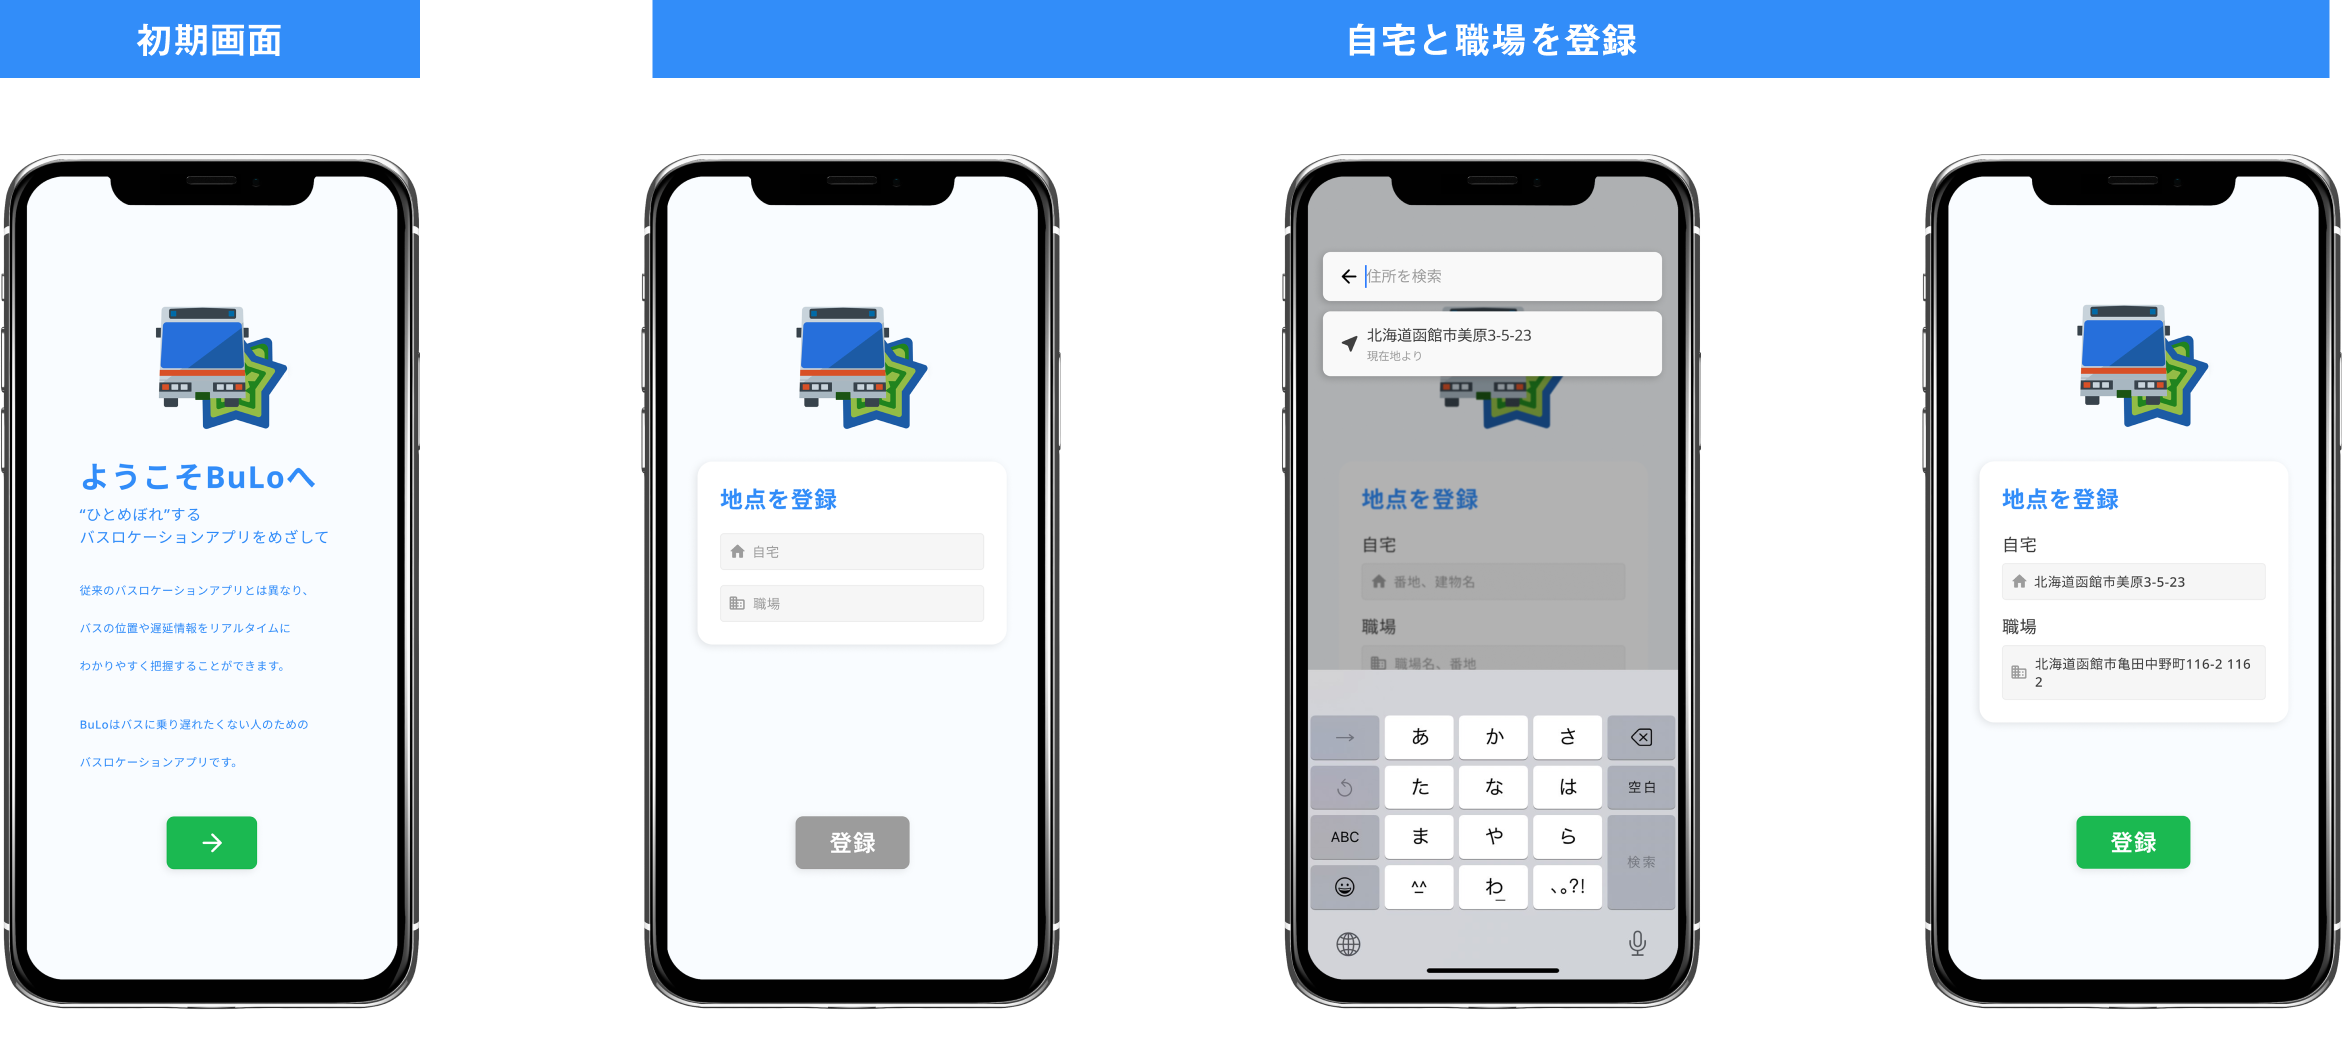 初期画面
自宅と職場を登録
ようこそBuLoへ
“ひとめぼれ”する
バスロケーションアプリをめざして
従来のバスロケーションアプリとは異なり、
バスの位置や遅延情報をリアルタイムに
わかりやすく把握することができます。
BuLoはバスに乗り遅れたくない人のための
バスロケーションアプリです。
地点を登録
自宅
職場
登録
住所を検索
北海道函館市美原3-5-23
現在地より
地点を登録
自宅
番地、建物名
職場
職場名、番地
→ あ か さ
た な は 空白
ABC ま や ら 検索
^^ わ 、。?!
地点を登録
自宅
北海道函館市美原3-5-23
職場
北海道函館市亀田中野町116-2 116
2
登録